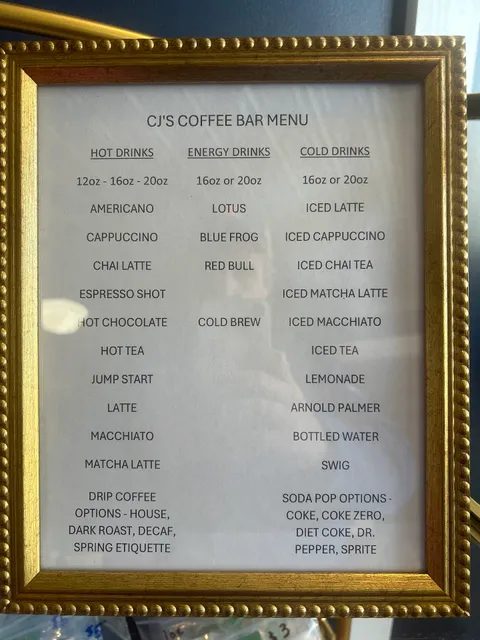 CJ'S COFFEE BAR MENU
HOT DRINKS ENERGY DRINKS COLD DRINKS
12oz - 16oz - 20oz 16oz or 20oz 16oz or 20oz
AMERICANO LOTUS ICED LATTE
CAPPUCCINO BLUE FROG ICED CAPPUCCINO
CHAI LATTE RED BULL ICED CHAI TEA
ESPRESSO SHOT ICED MATCHA LATTE
HOT CHOCOLATE COLD BREW ICED MACCHIATO
HOT TEA ICED TEA
JUMP START LEMONADE
LATTE ARNOLD PALMER
MACCHIATO BOTTLED WATER
MATCHA LATTE SWIG
DRIP COFFEE
OPTIONS - HOUSE,
DARK ROAST, DECAF,
SPRING ETIQUETTE
SODA POP OPTIONS -
COKE, COKE ZERO,
DIET COKE, DR.
PEPPER, SPRITE
$3